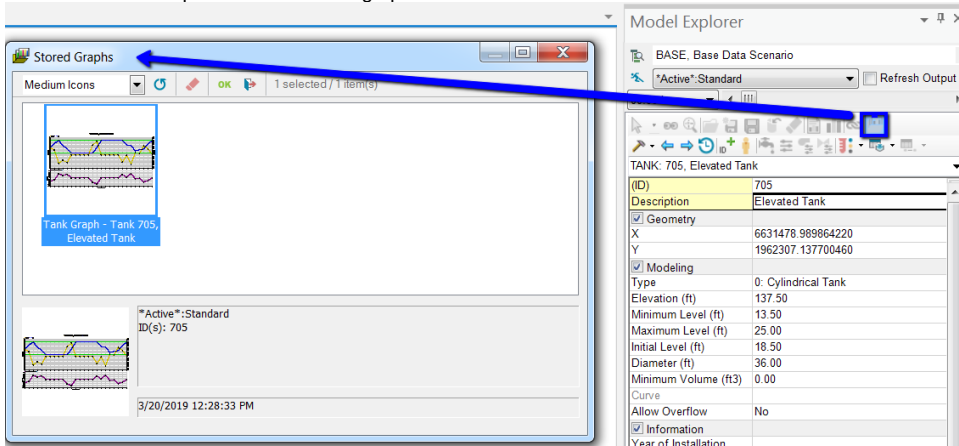 Model Explorer
BASE, Base Data Scenario
*Active*:Standard
Refresh Output
TANK: 705, Elevated Tank
(ID) 705
Description Elevated Tank
Geometry
X 6631478.989864220
Y 1962307.137700460
Modeling
Type 0: Cylindrical Tank
Elevation (ft) 137.50
Minimum Level (ft) 13.50
Maximum Level (ft) 25.00
Initial Level (ft) 18.50
Diameter (ft) 36.00
Minimum Volume (ft3) 0.00
Curve
Allow Overflow No
Information
Year of Installation
Stored Graphs
Medium Icons
OK
1 selected / 1 item(s)
Tank Graph - Tank 705,
Elevated Tank
*Active*:Standard
ID(s): 705
3/20/2019 12:28:33 PM